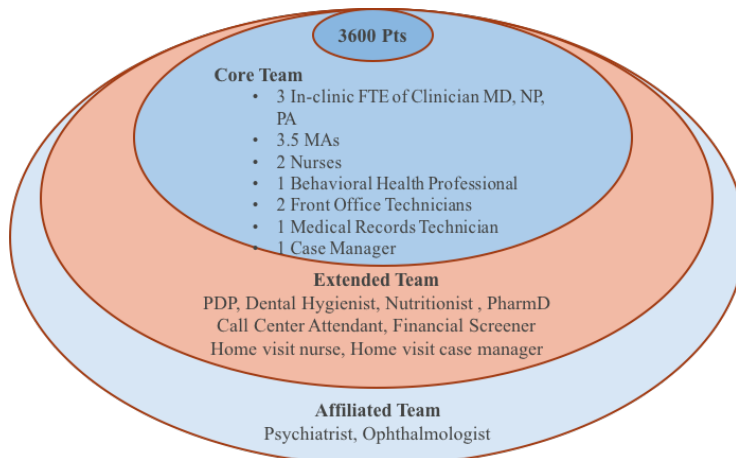 3600 Pts
Core Team
• 3 In-clinic FTE of Clinician MD, NP,
PA
• 3.5 MAs
• 2 Nurses
• 1 Behavioral Health Professional
• 2 Front Office Technicians
• 1 Medical Records Technician
• 1 Case Manager
Extended Team
PDP, Dental Hygienist, Nutritionist , PharmD
Call Center Attendant, Financial Screener
Home visit nurse, Home visit case manager
Affiliated Team
Psychiatrist, Ophthalmologist